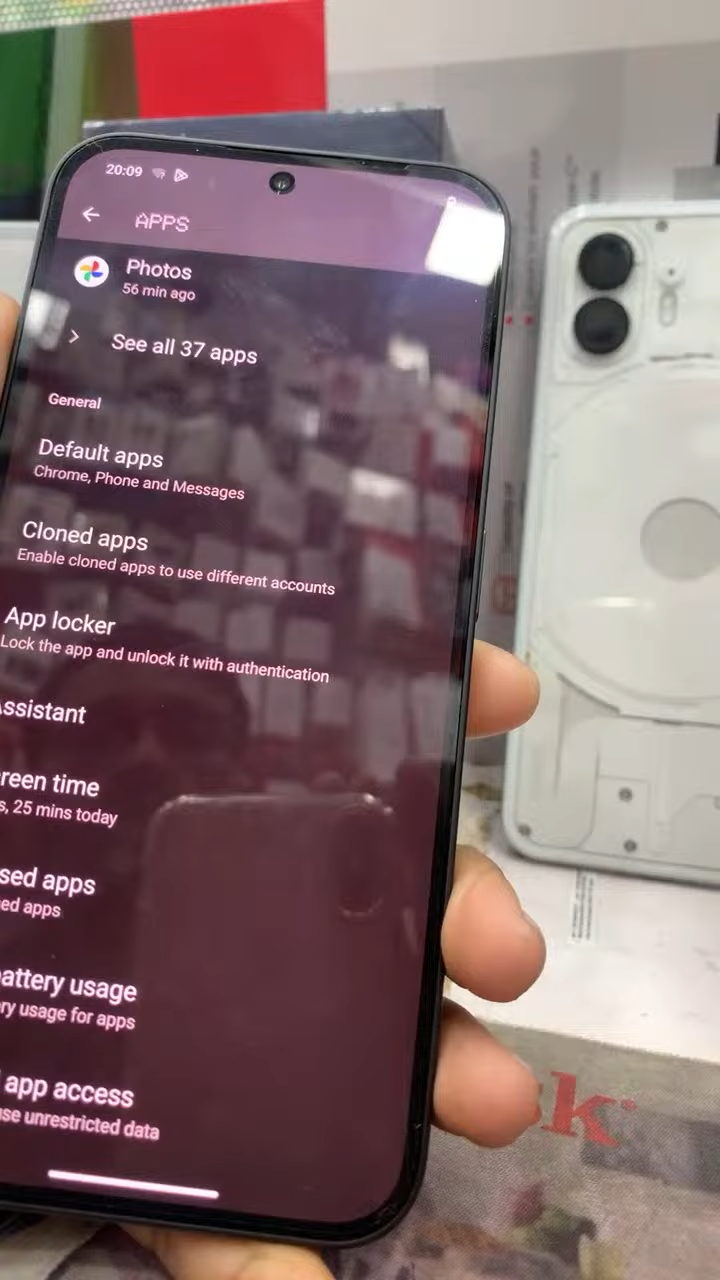 20:09
APPS
Photos
56 min ago
See all 37 apps
General
Default apps
Chrome, Phone and Messages
Cloned apps
Enable cloned apps to use different accounts
App locker
Lock the app and unlock it with authentication
ssistant
reen time
s, 25 mins today
sed apps
ed apps
attery usage
ry usage for apps
app access
use unrestricted data
k